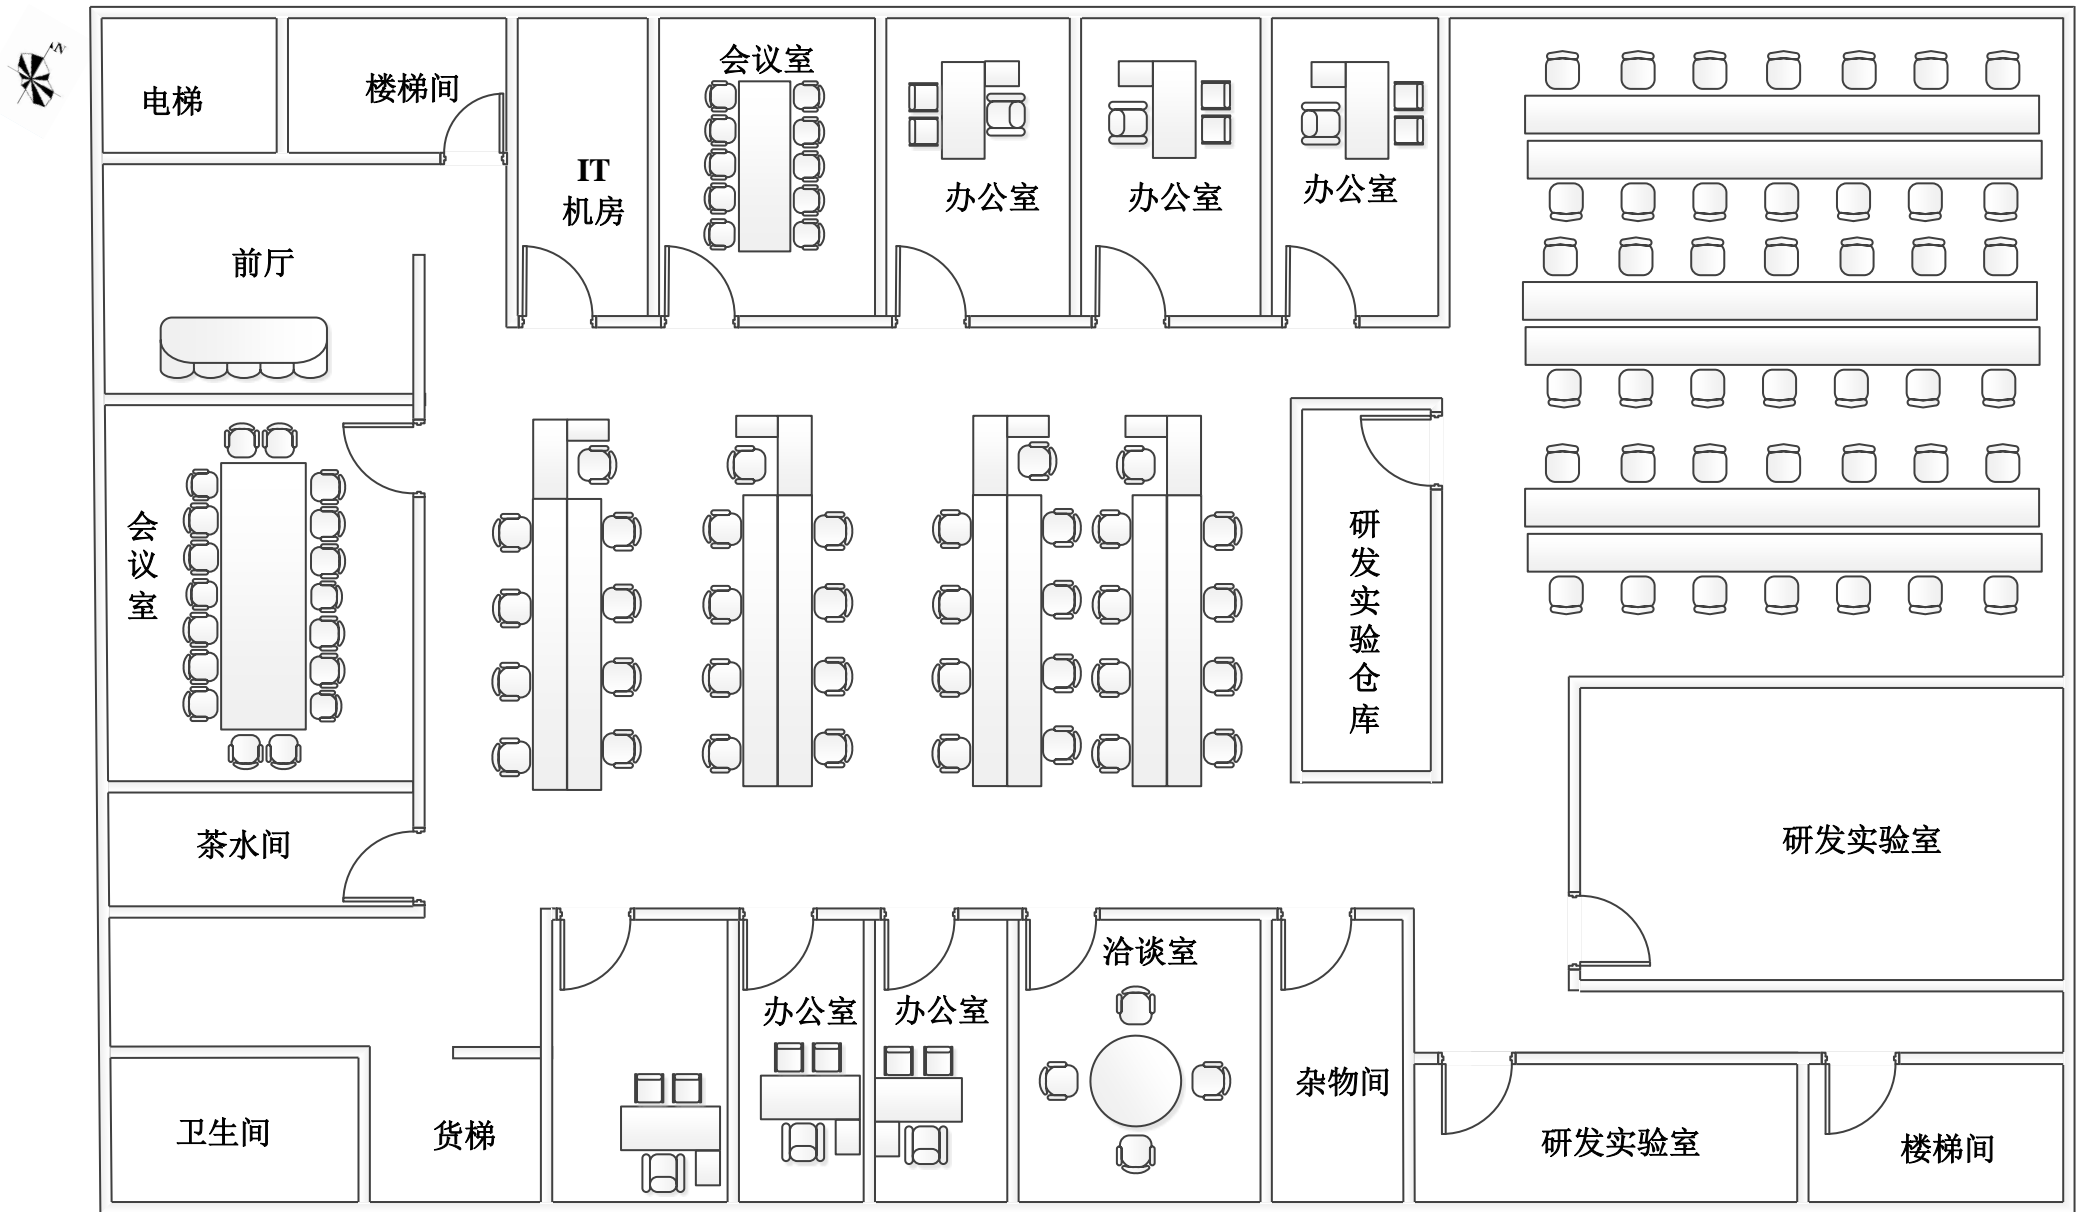 N
电梯
楼梯间
IT
机房
会议室
办公室
办公室
办公室
前厅
会
议
室
研
发
实
验
仓
库
茶水间
研发实验室
洽谈室
办公室
办公室
杂物间
卫生间
货梯
研发实验室
楼梯间